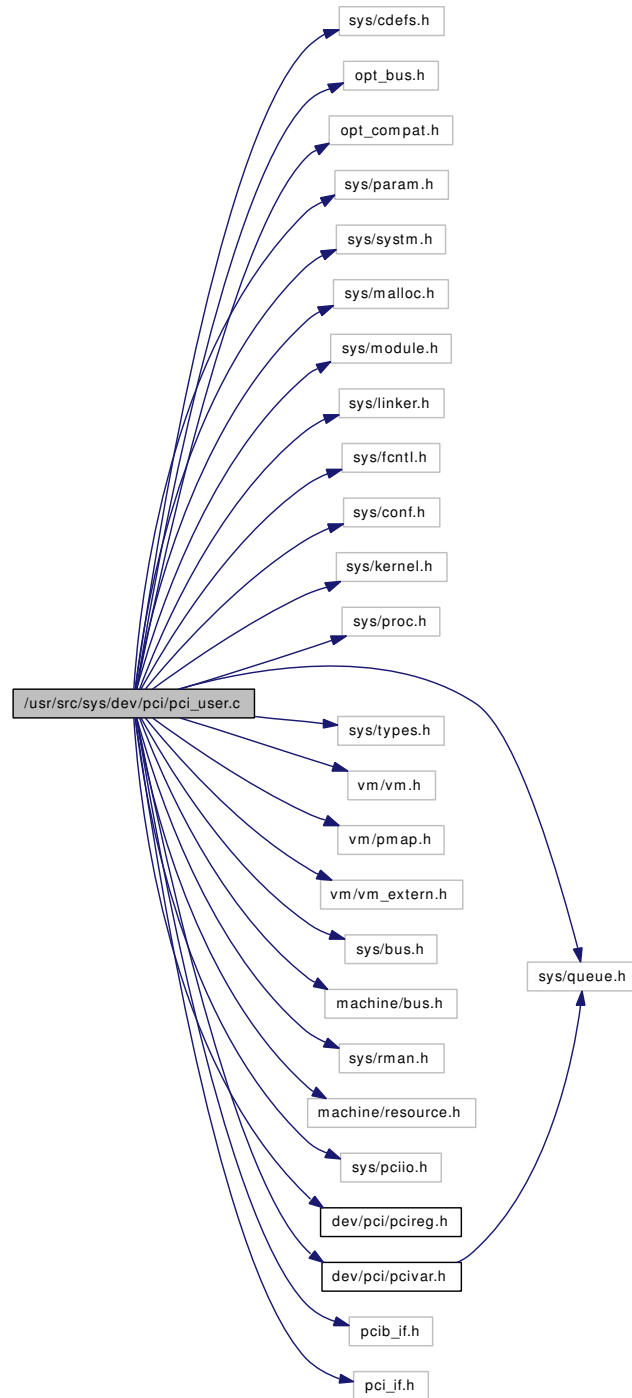 sys/cdefs.h
opt_bus.h
opt_compat.h
sys/param.h
sys/systm.h
sys/malloc.h
sys/module.h
sys/linker.h
sys/fcntl.h
sys/conf.h
sys/kernel.h
sys/proc.h
/usr/src/sys/dev/pci/pci_user.c
sys/types.h
vm/vm.h
vm/pmap.h
vm/vm_extern.h
sys/bus.h
sys/queue.h
machine/bus.h
sys/rman.h
machine/resource.h
sys/pciio.h
dev/pci/pcireg.h
dev/pci/pcivar.h
pcib_if.h
pci_if.h